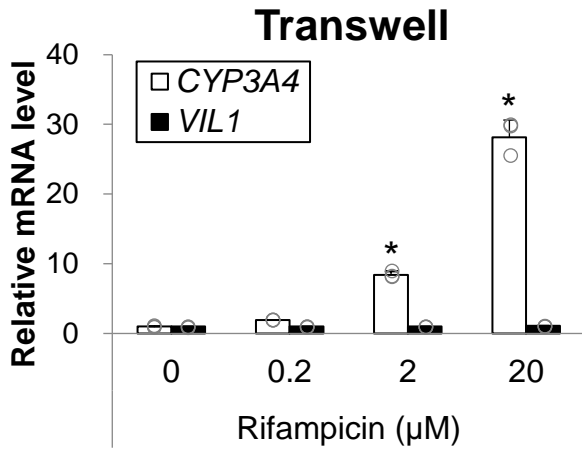 Transwell
Relative mRNA level
40
30
20
10
0
CYP3A4
VIL1
*
*
0 0.2 2 20
Rifampicin (µM)